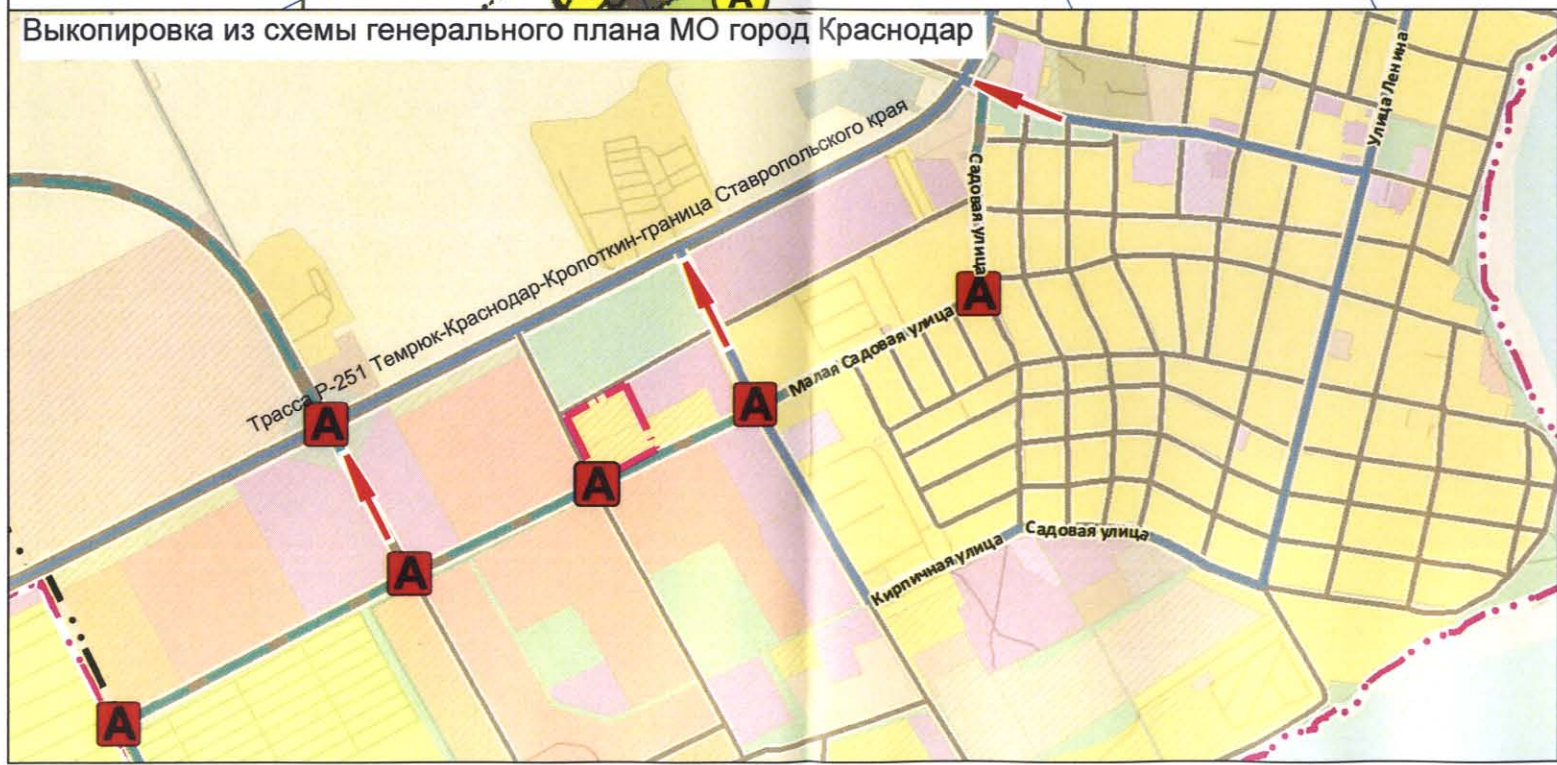 А
Выкопировка из схемы генерального плана МО город Краснодар
Улица Ленина
Трасса Р-251 Темрюк-Краснодар-Кропоткин-граница Ставропольского края
Садовая улица
А
Малая Садовая улица
А
А
А
Садовая улица
Кирпичная улица
А
А